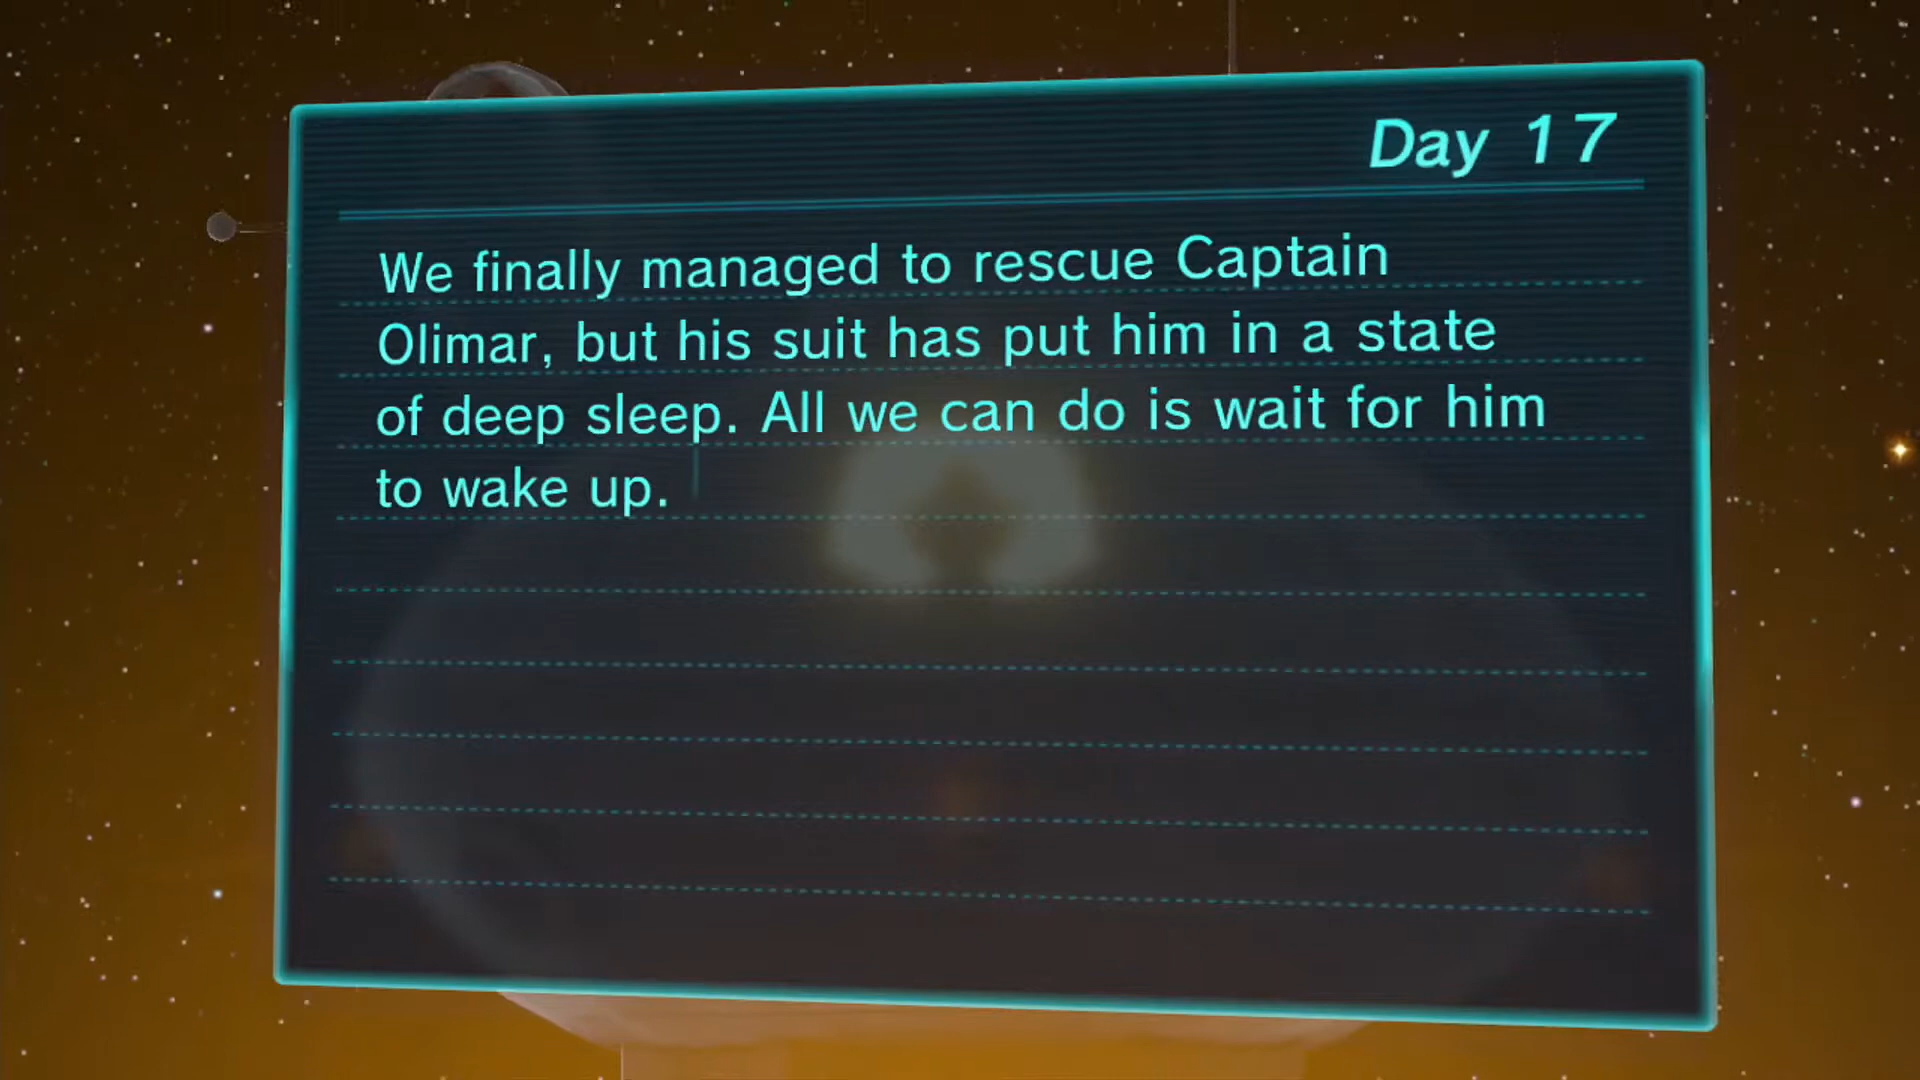 Day 17
We finally managed to rescue Captain
Olimar, but his suit has put him in a state
of deep sleep. All we can do is wait for him
to wake up.